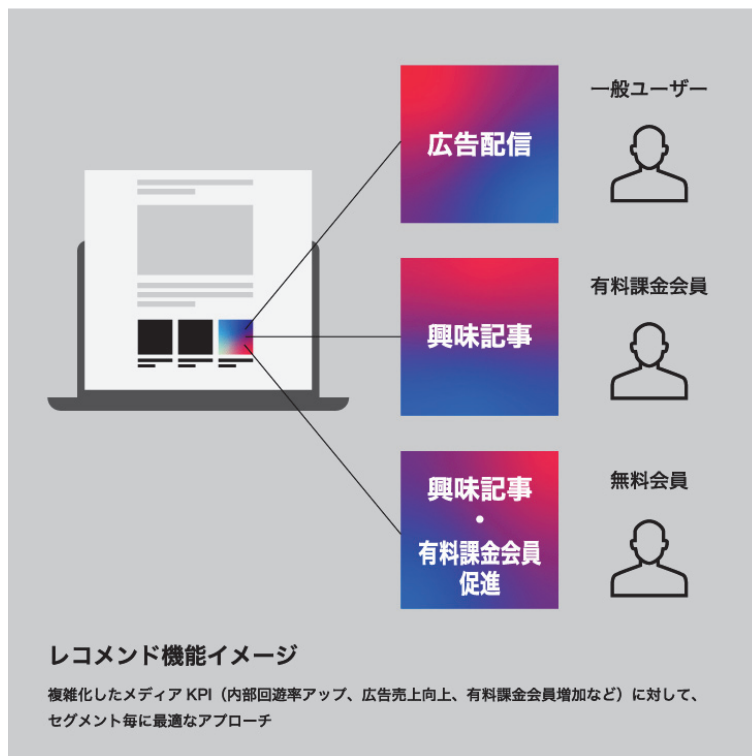 広告配信
一般ユーザー
興味記事
有料課金会員
興味記事
・
有料課金会員
促進
無料会員
レコメンド機能イメージ
複雑化したメディア KPI（内部回遊率アップ、広告売上向上、有料課金会員増加など）に対して、
セグメント毎に最適なアプローチ